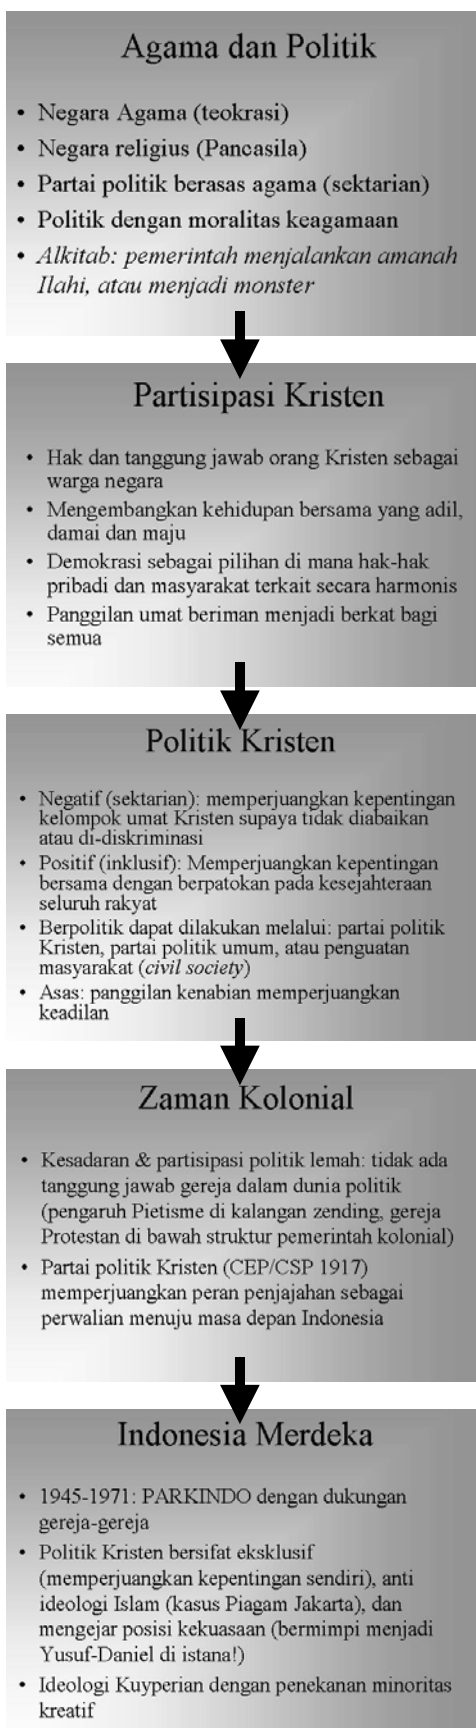 Agama dan Politik
• Negara Agama (teokrasi)
• Negara religius (Pancasila)
• Partai politik berasas agama (sektarian)
• Politik dengan moralitas keagamaan
• Alkitab: pemerintah menjalankan amanah
Ilahi, atau menjadi monster
Partisipasi Kristen
• Hak dan tanggung jawab orang Kristen sebagai
warga negara
• Mengembangkan kehidupan bersama yang adil,
damai dan maju
• Demokrasi sebagai pilihan di mana hak-hak
pribadi dan masyarakat terkait secara harmonis
• Panggilan umat beriman menjadi berkat bagi
semua
Politik Kristen
• Negatif (sektarian): memperjuangkan kepentingan
kelompok umat Kristen supaya tidak diabaikan
atau di-diskriminasi
• Positif (inklusif): Memperjuangkan kepentingan
bersama dengan berpatokan pada kesejahteraan
seluruh rakyat
• Berpolitik dapat dilakukan melalui: partai politik
Kristen, partai politik umum, atau penguatan
masyarakat (civil society)
• Asas: panggilan kenabian memperjuangkan
keadilan
Zaman Kolonial
• Kesadaran & partisipasi politik lemah: tidak ada
tanggung jawab gereja dalam dunia politik
(pengaruh Pietisme di kalangan zending, gereja
Protestan di bawah struktur pemerintah kolonial)
• Partai politik Kristen (CEP/CSP 1917)
memperjuangkan peran penjajahan sebagai
perwalian menuju masa depan Indonesia
Indonesia Merdeka
• 1945-1971: PARKINDO dengan dukungan
gereja-gereja
• Politik Kristen bersifat eksklusif
(memperjuangkan kepentingan sendiri), anti
ideologi Islam (kasus Piagam Jakarta), dan
mengejar posisi kekuasaan (bermimpi menjadi
Yusuf-Daniel di istana!)
• Ideologi Kuyperian dengan penekanan minoritas
kreatif